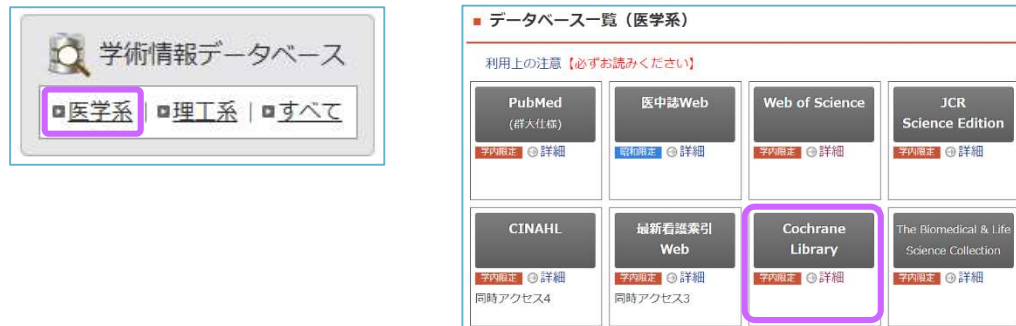 学術情報データベース
医学系 | 理工系 | すべて
データベース一覧（医学系）
利用上の注意【必ずお読みください】
PubMed
(群大仕様)
学内限定 詳細
医中誌Web
昭和限定 詳細
Web of Science
学内限定 詳細
JCR
Science Edition
学内限定 詳細
CINAHL
学内限定 詳細
同時アクセス4
最新看護索引
Web
学内限定 詳細
同時アクセス3
Cochrane
Library
学内限定 詳細
The Biomedical & Life
Science Collection
学内限定 詳細